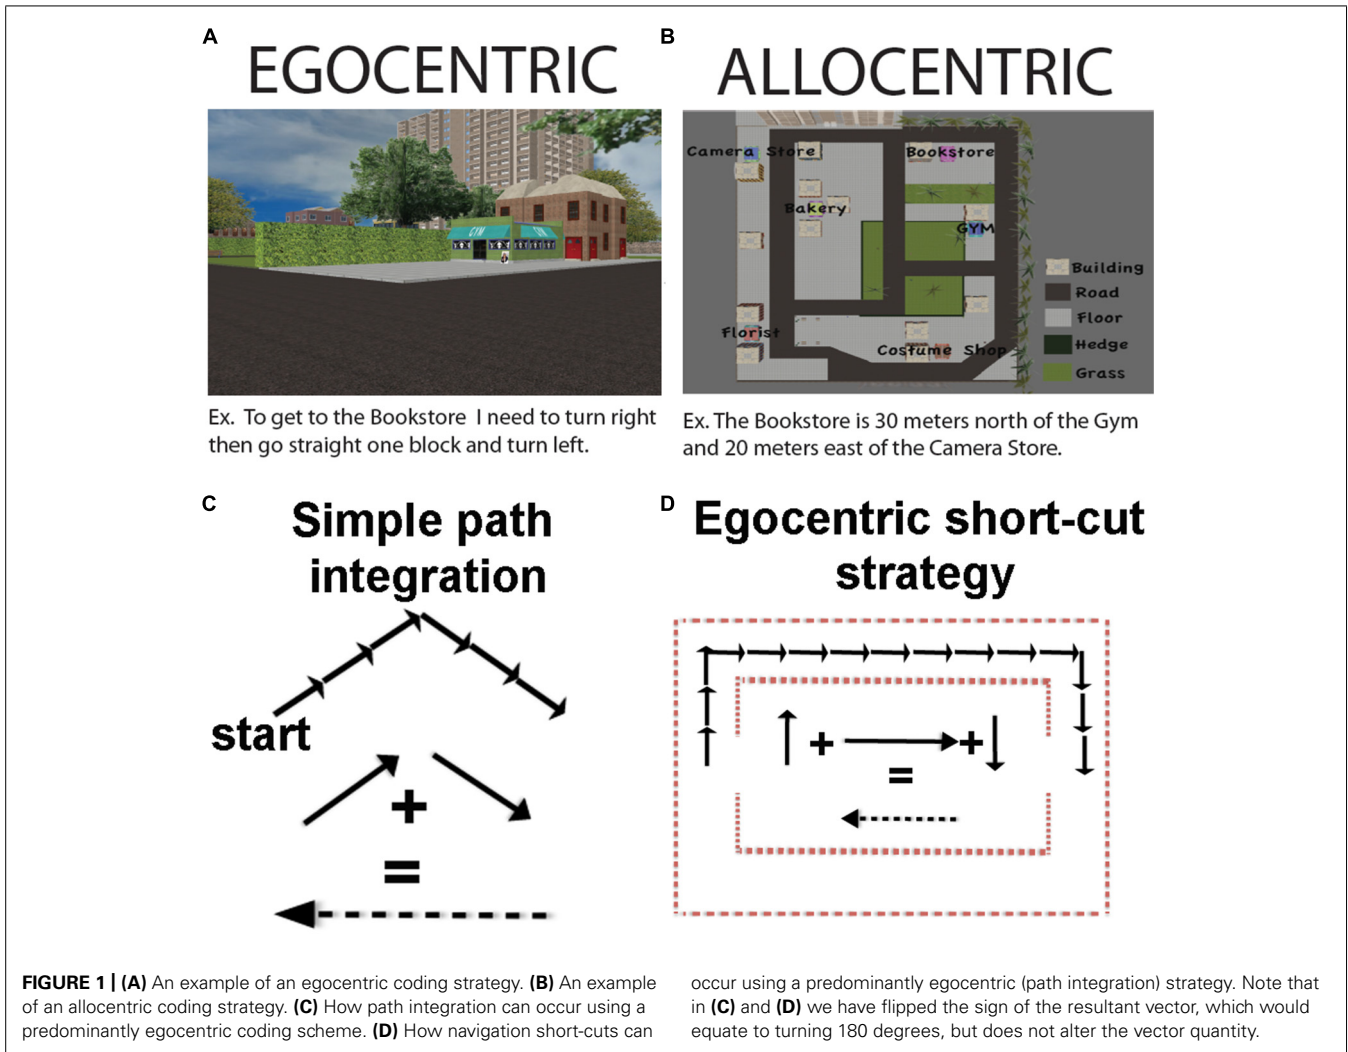 A
EGOCENTRIC
GYM
GYM
Ex. To get to the Bookstore I need to turn right
then go straight one block and turn left.
B
ALLOCENTRIC
Camera Store
Bookstore
Bakery
GYM
Building
Road
Floor
Florist
Hedge
Costume Shop
Grass
Ex. The Bookstore is 30 meters north of the Gym
and 20 meters east of the Camera Store.
C
Simple path
integration
start
+
=
D
Egocentric short-cut
strategy
+ +
=
FIGURE 1 | (A) An example of an egocentric coding strategy. (B) An example
of an allocentric coding strategy. (C) How path integration can occur using a
predominantly egocentric coding scheme. (D) How navigation short-cuts can
occur using a predominantly egocentric (path integration) strategy. Note that
in (C) and (D) we have flipped the sign of the resultant vector, which would
equate to turning 180 degrees, but does not alter the vector quantity.